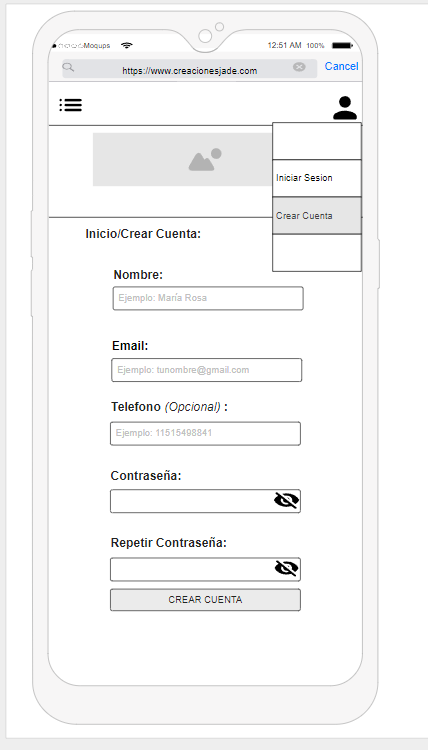 Moqups 12:51 AM 100%
https://www.creacionesjade.com Cancel
Iniciar Sesion
Crear Cuenta
Inicio/Crear Cuenta:
Nombre:
Ejemplo: María Rosa
Email:
Ejemplo: tunombre@gmail.com
Telefono (Opcional) :
Ejemplo: 11515498841
Contraseña:
Repetir Contraseña:
CREAR CUENTA